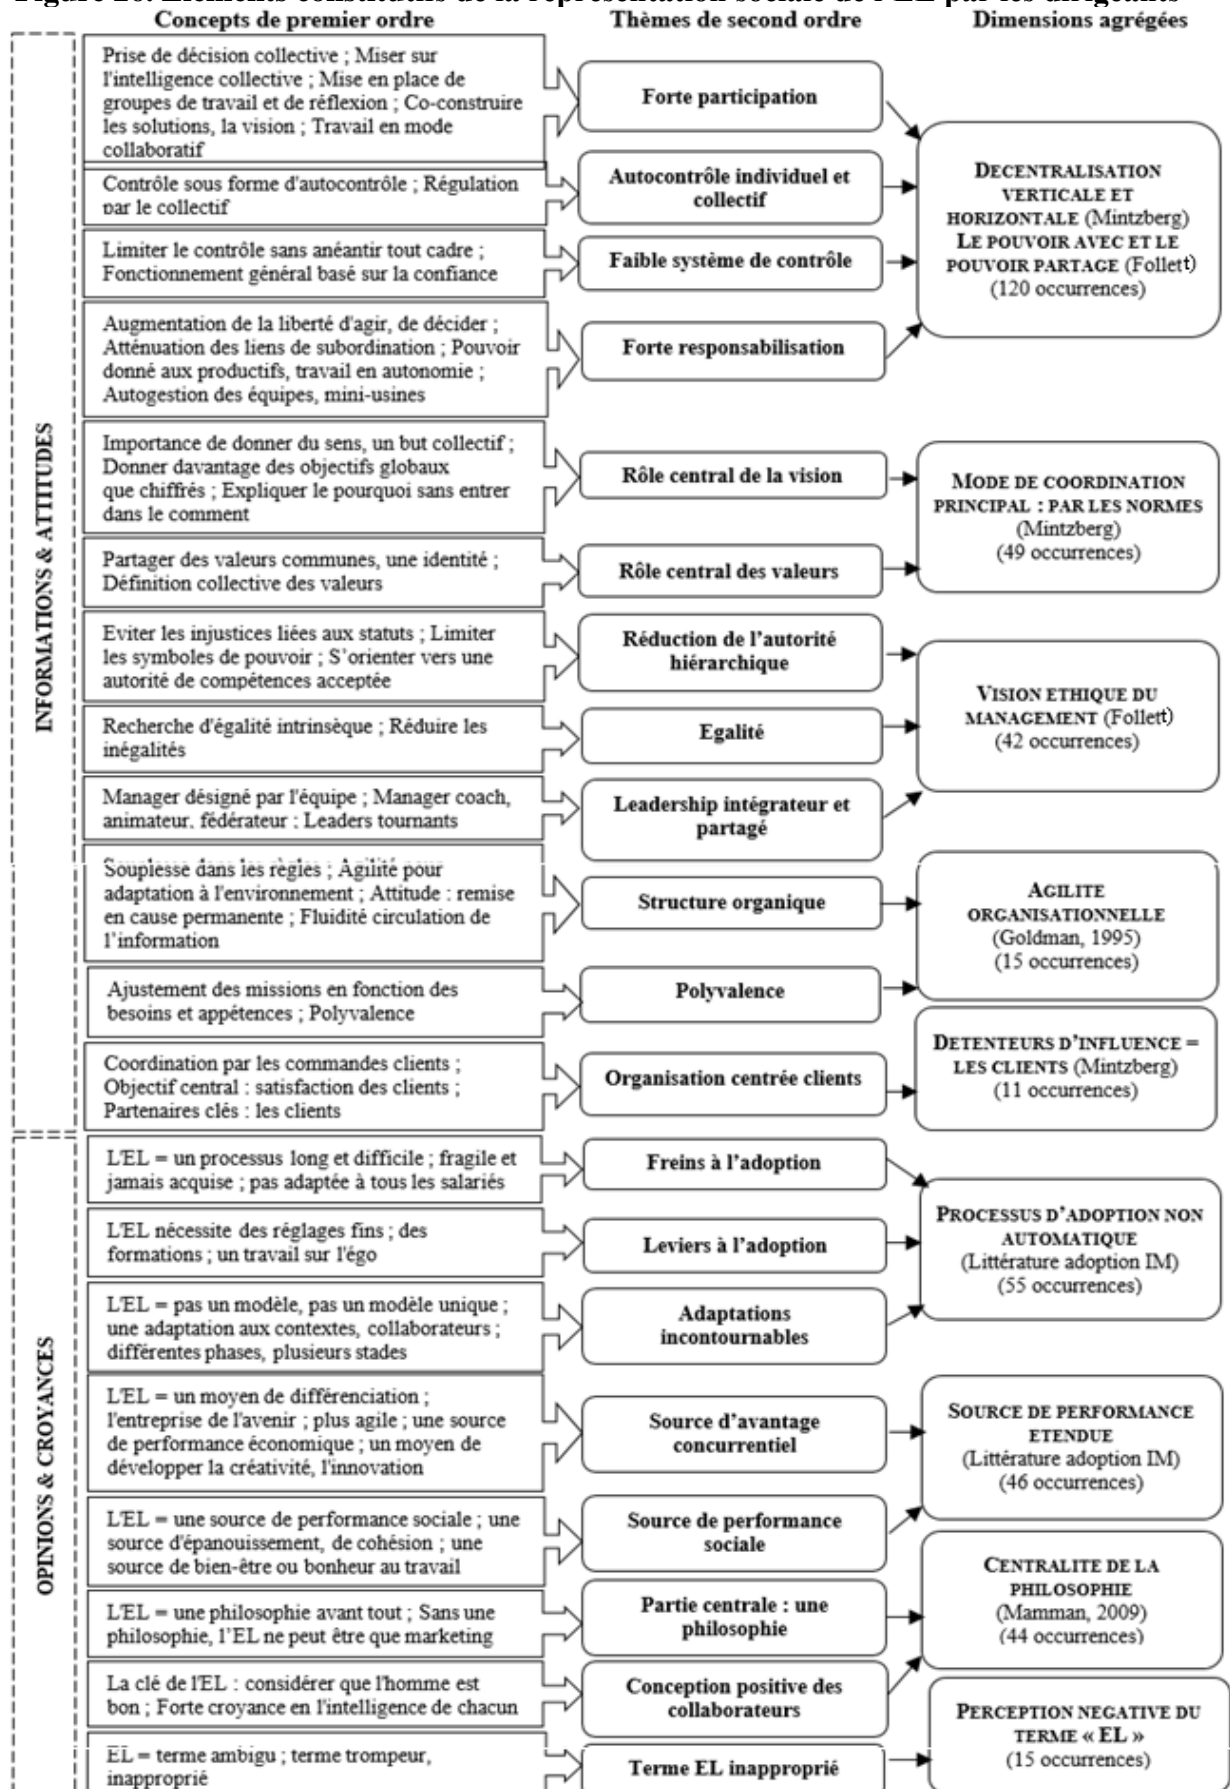 Figure Eléments constitutifs de la représentation sociale de l'EL par les dirigeants
Concepts de premier ordre
Thèmes de second ordre
Dimensions agrégées
INFORMATIONS & ATTITUDES
Prise de décision collective ; Miser sur
l'intelligence collective ; Mise en place de
groupes de travail et de réflexion ; Co-construire
les solutions, la vision ; Travail en mode
collaboratif
Forte participation
Contrôle sous forme d'autocontrôle ; Régulation
par le collectif
Autocontrôle individuel et
collectif
Limiter le contrôle sans anéantir tout cadre ;
Fonctionnement général basé sur la confiance
Faible système de contrôle
Augmentation de la liberté d'agir, de décider ;
Atténuation des liens de subordination ; Pouvoir
donné aux productifs, travail en autonomie ;
Autogestion des équipes, mini-usines
Forte responsabilisation
DECENTRALISATION
VERTICALE ET
HORIZONTALE (Mintzberg)
LE POUVOIR AVEC ET LE
POUVOIR PARTAGE (Follett)
(120 occurrences)
Importance de donner du sens, un but collectif ;
Donner davantage des objectifs globaux
que chiffrés ; Expliquer le pourquoi sans entrer
dans le comment
Rôle central de la vision
Partager des valeurs communes, une identité ;
Définition collective des valeurs
Rôle central des valeurs
MODE DE COORDINATION
PRINCIPAL : PAR LES NORMES
(Mintzberg)
(49 occurrences)
Eviter les injustices liées aux statuts ; Limiter
les symboles de pouvoir ; S’orienter vers une
autorité de compétences acceptée
Réduction de l’autorité
hiérarchique
Recherche d'égalité intrinsèque ; Réduire les
inégalités
Egalité
Manager désigné par l'équipe ; Manager coach,
animateur, fédérateur ; Leaders tournants
Leadership intégrateur et
partagé
VISION ETHIQUE DU
MANAGEMENT (Follett)
(42 occurrences)
Souplesse dans les règles ; Agilité pour
adaptation à l'environnement ; Attitude : remise
en cause permanente ; Fluidité circulation de
l’information
Structure organique
Ajustement des missions en fonction des
besoins et appétences ; Polyvalence
Polyvalence
AGILITE
ORGANISATIONNELLE
(Goldman, 1995)
(15 occurrences)
Coordination par les commandes clients ;
Objectif central : satisfaction des clients ;
Partenaires clés : les clients
Organisation centrée clients
DETENTEURS D’INFLUENCE =
LES CLIENTS (Mintzberg)
(11 occurrences)
OPINIONS & CROYANCES
L'EL = un processus long et difficile ; fragile et
jamais acquise ; pas adaptée à tous les salariés
Freins à l’adoption
L'EL nécessite des réglages fins ; des
formations ; un travail sur l'égo
Leviers à l’adoption
L'EL = pas un modèle, pas un modèle unique ;
une adaptation aux contextes, collaborateurs ;
différentes phases, plusieurs stades
Adaptations
incontournables
PROCESSUS D’ADOPTION NON
AUTOMATIQUE
(Littérature adoption IM)
(55 occurrences)
L'EL = un moyen de différenciation ;
l'entreprise de l'avenir ; plus agile ; une source
de performance économique ; un moyen de
développer la créativité, l'innovation
Source d’avantage
concurrentiel
L'EL = une source de performance sociale ; une
source d'épanouissement, de cohésion ; une
source de bien-être ou bonheur au travail
Source de performance
sociale
SOURCE DE PERFORMANCE
ETENDUE
(Littérature adoption IM)
(46 occurrences)
L'EL = une philosophie avant tout ; Sans une
philosophie, l’EL ne peut être que marketing
Partie centrale : une
philosophie
La clé de l'EL : considérer que l'homme est
bon ; Forte croyance en l'intelligence de chacun
Conception positive des
collaborateurs
CENTRALITE DE LA
PHILOSOPHIE
(Mamman, 2009)
(44 occurrences)
EL = terme ambigu ; terme trompeur,
inapproprié
Terme EL inapproprié
PERCEPTION NEGATIVE DU
TERME « EL »
(15 occurrences)